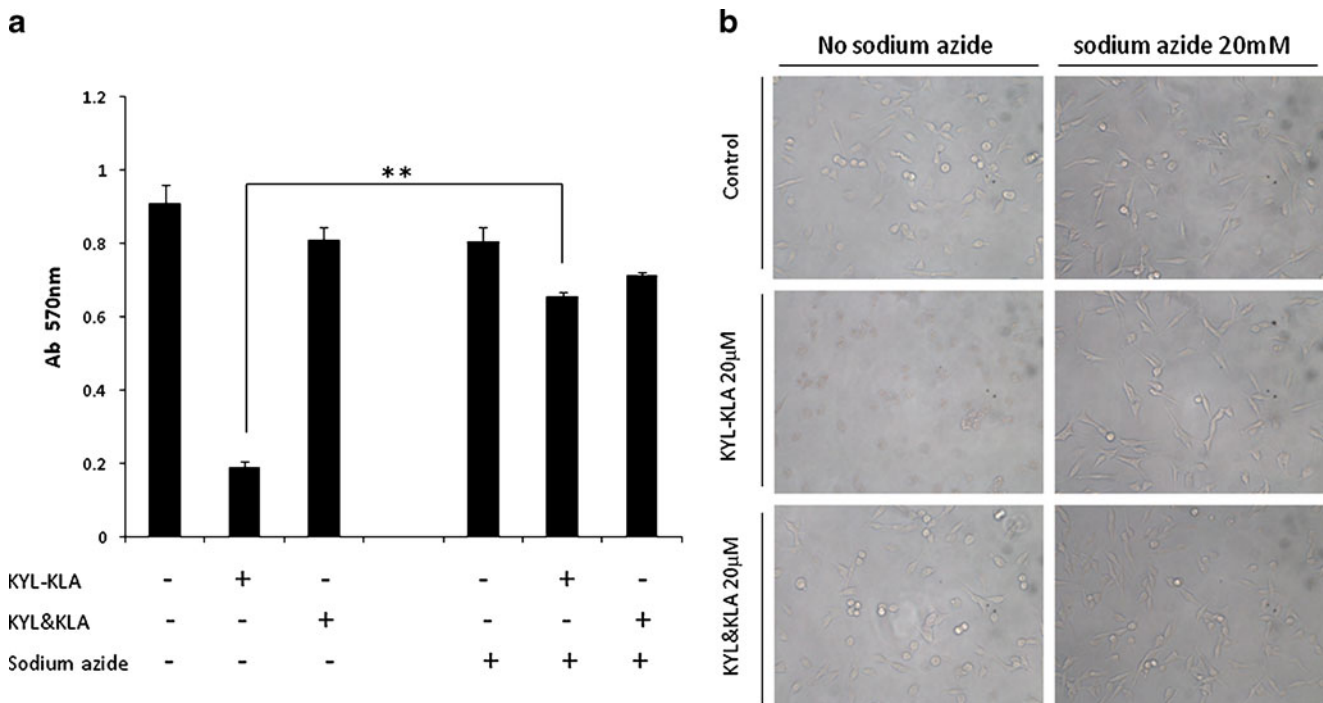 a
b
No sodium azide
sodium azide 20mM
Control
KYL-KLA 20µM
KYL&KLA 20µM
Ab 570nm
1.2
1
0.8
0.6
0.4
0.2
0
**
KYL-KLA - + - - + -
KYL&KLA - - + - - +
Sodium azide - - - + + +